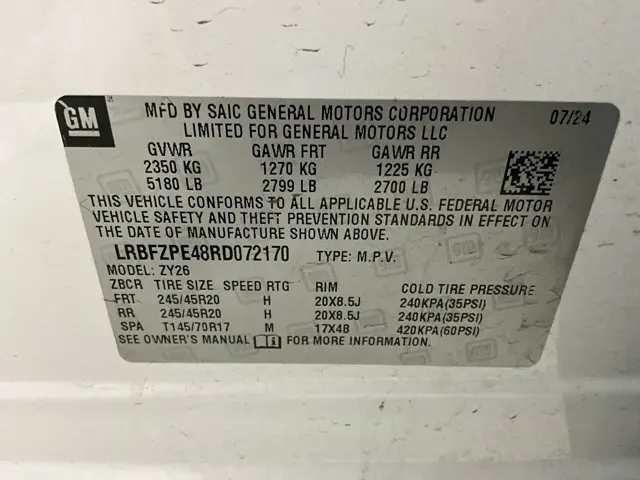 GM
MFD BY SAIC GENERAL MOTORS CORPORATION 07/24
LIMITED FOR GENERAL MOTORS LLC
GVWR GAWR FRT GAWR RR
2350 KG 1270 KG 1225 KG
5180 LB 2799 LB 2700 LB
THIS VEHICLE CONFORMS TO ALL APPLICABLE U.S. FEDERAL MOTOR
VEHICLE SAFETY AND THEFT PREVENTION STANDARDS IN EFFECT ON
THE DATE OF MANUFACTURE SHOWN ABOVE.
LRBFZPE48RD072170 TYPE: M.P.V.
MODEL: ZY26
ZBCR TIRE SIZE SPEED RTG RIM COLD TIRE PRESSURE
FRT 245/45R20 H 20X8.5J 240KPA(35PSI)
RR 245/45R20 H 20X8.5J 240KPA(35PSI)
SPA T145/70R17 M 17X4B 420KPA(60PSI)
SEE OWNER'S MANUAL FOR MORE INFORMATION.